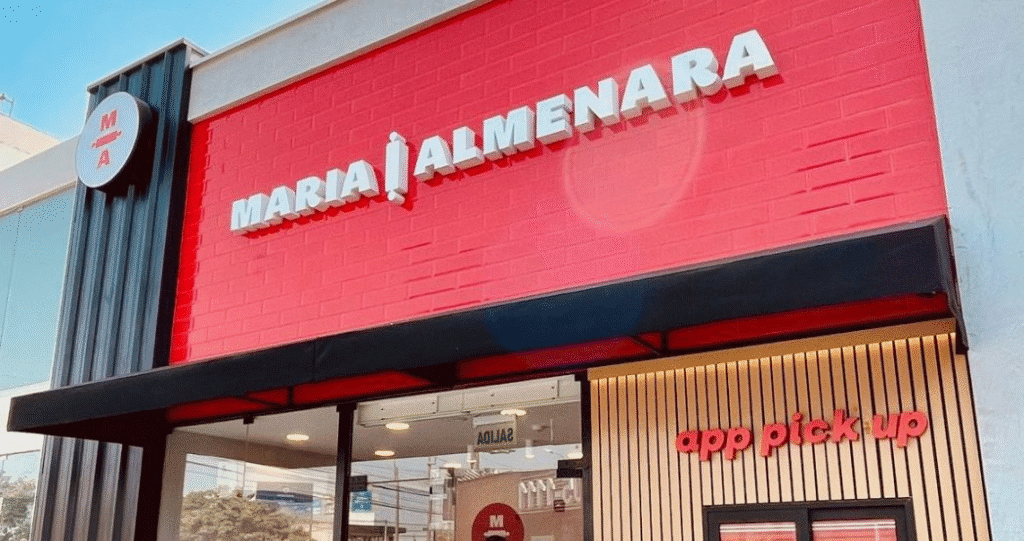 M
A
MARIA ALMENARA
app pick up
SALIDA
M